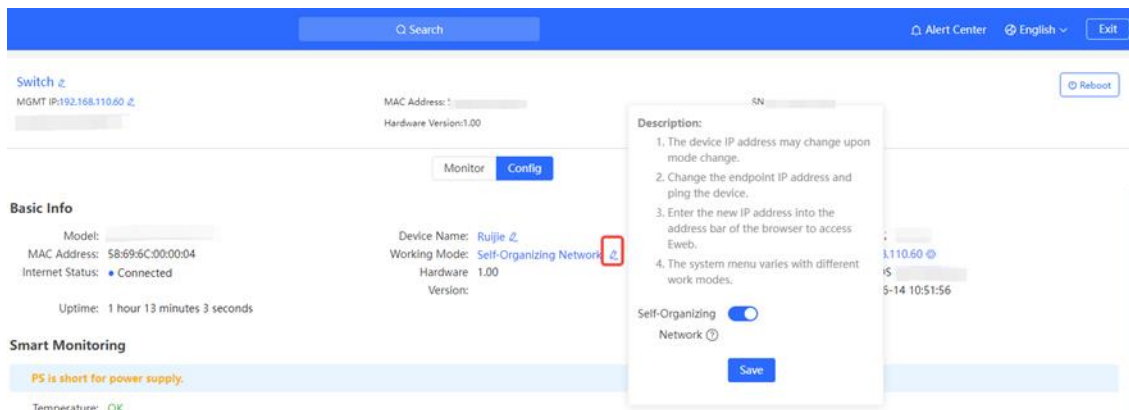 Search
Alert Center
English
Exit
Switch
Reboot
MGMT IP:192.168.110.60
MAC Address:
SN
Hardware Version:1.00
Monitor
Config
Description:
1. The device IP address may change upon
mode change.
2. Change the endpoint IP address and
ping the device.
3. Enter the new IP address into the
address bar of the browser to access
Eweb.
4. The system menu varies with different
work modes.
Self-Organizing
Network
Save
Basic Info
Model:
MAC Address: 58:69:6C:00:00:04
Internet Status: Connected
Uptime: 1 hour 13 minutes 3 seconds
Device Name: Ruijie
Working Mode: Self-Organizing Network
Hardware 1.00
Version:
.110.60
-14 10:51:56
Smart Monitoring
PS is short for power supply.
Temperature: OK